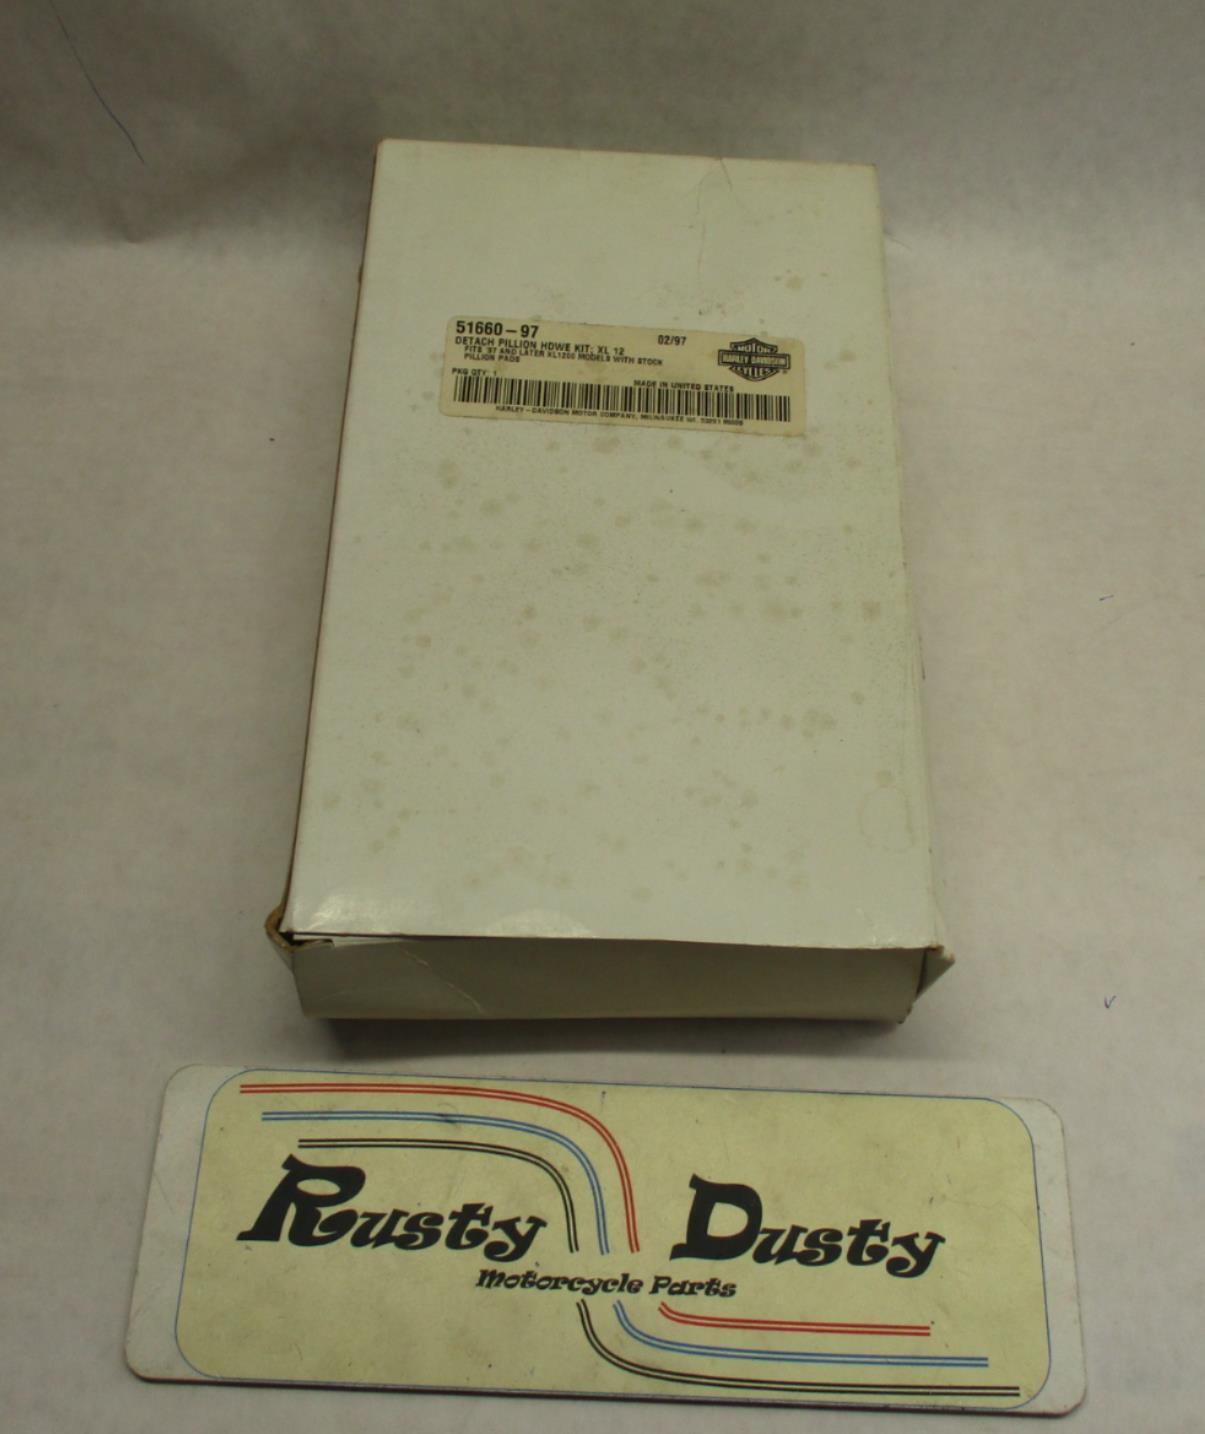 51660-97
02/97
DETACH PILLION HDWE KIT: XL 12
FITS '97 AND LATER XL1200 MODELS WITH STOCK
PILLION PADS
PKG QTY: 1
MADE IN UNITED STATES
HARLEY-DAVIDSON MOTOR COMPANY, MILWAUKEE WI.
MOTOR
HARLEY-DAVIDSON
CYCLES
Rusty Dusty
Motorcycle Parts